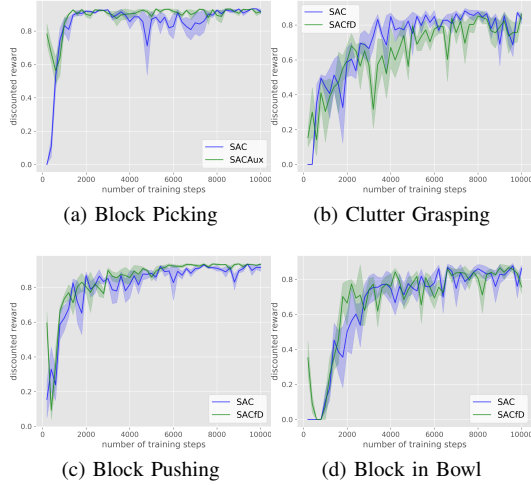 discounted reward
0.8
0.6
0.4
0.2
0.0
SAC
SACAux
0 2000 4000 6000 8000 10000
number of training steps
(a) Block Picking
discounted reward
0.8
0.6
0.4
0.2
0.0
SAC
SACfD
0 2000 4000 6000 8000 10000
number of training steps
(b) Clutter Grasping
discounted reward
0.8
0.6
0.4
0.2
0.0
SAC
SACfD
0 2000 4000 6000 8000 10000
number of training steps
(c) Block Pushing
discounted reward
0.8
0.6
0.4
0.2
0.0
SAC
SACfD
0 2000 4000 6000 8000 10000
number of training steps
(d) Block in Bowl